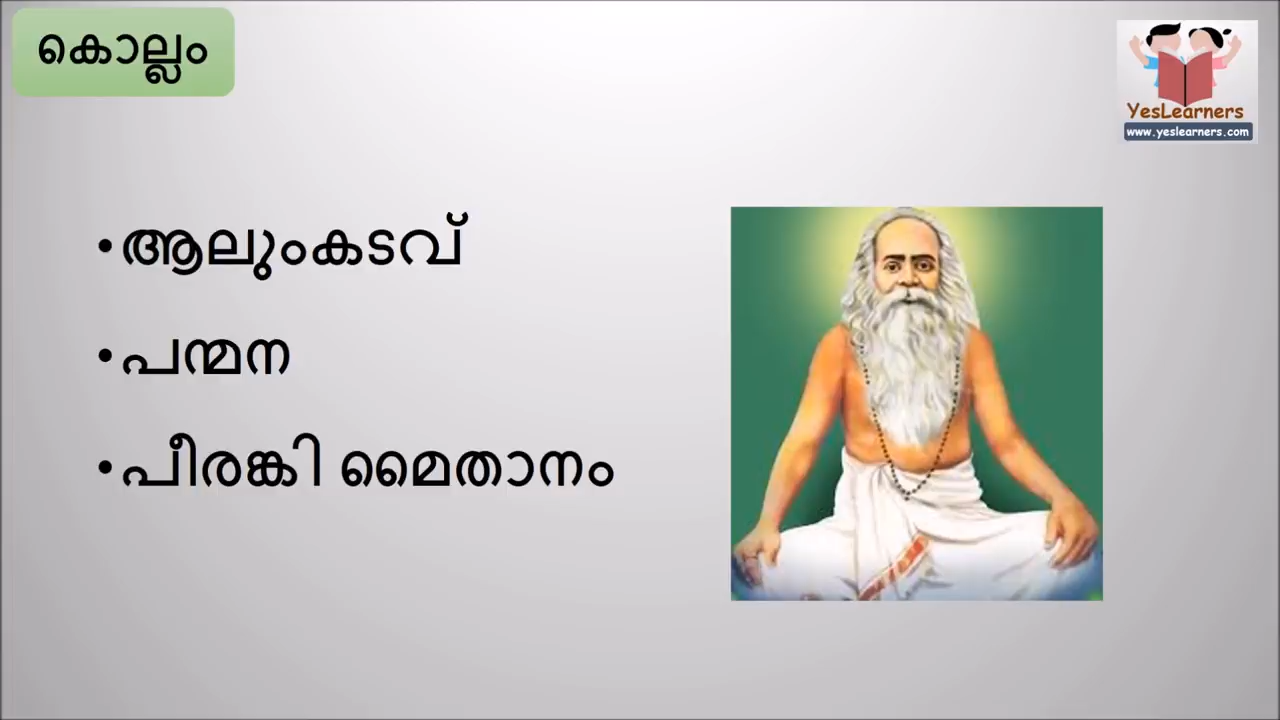 കൊല്ലം
YesLearners
www.yeslearners.com
•ആലുംകടവ്
•പന്മന
•പീരങ്കി മൈതാനം